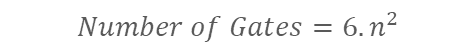 Number of Gates = 6. n²